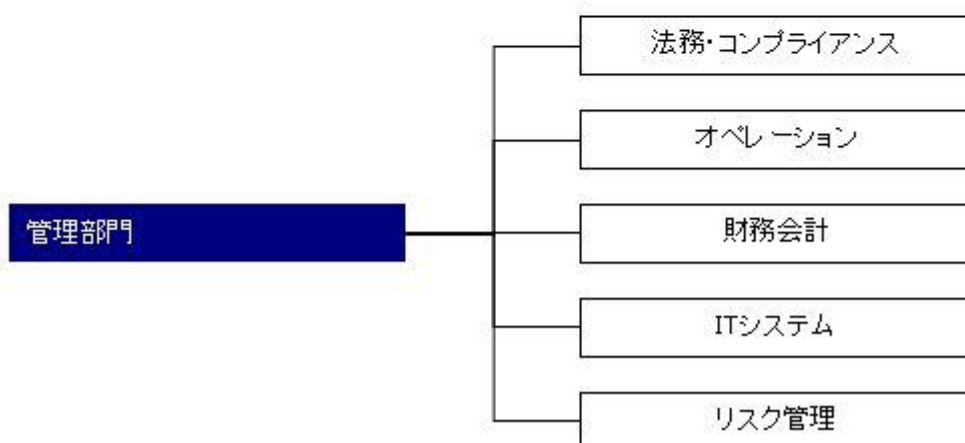 管理部門
法務・コンプライアンス
オペレーション
財務会計
ITシステム
リスク管理